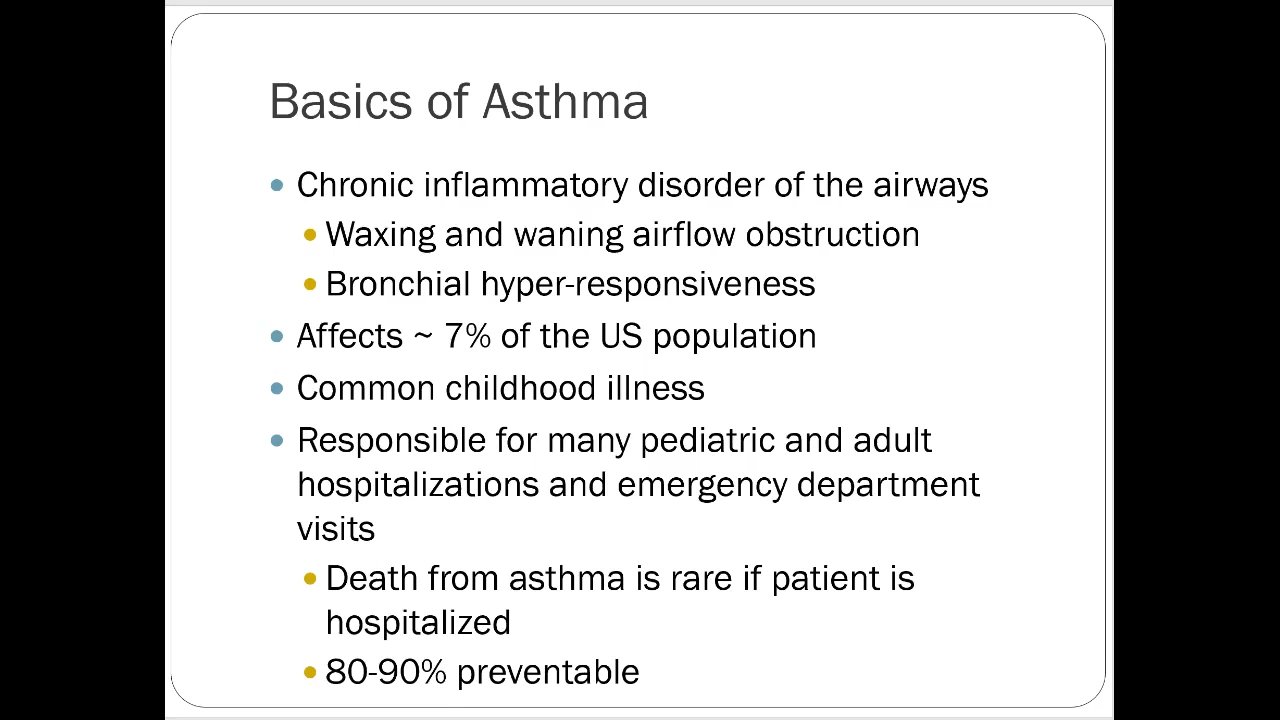 Basics of Asthma
• Chronic inflammatory disorder of the airways
• Waxing and waning airflow obstruction
• Bronchial hyper-responsiveness
• Affects ~ 7% of the US population
• Common childhood illness
• Responsible for many pediatric and adult
hospitalizations and emergency department
visits
• Death from asthma is rare if patient is
hospitalized
• 80-90% preventable